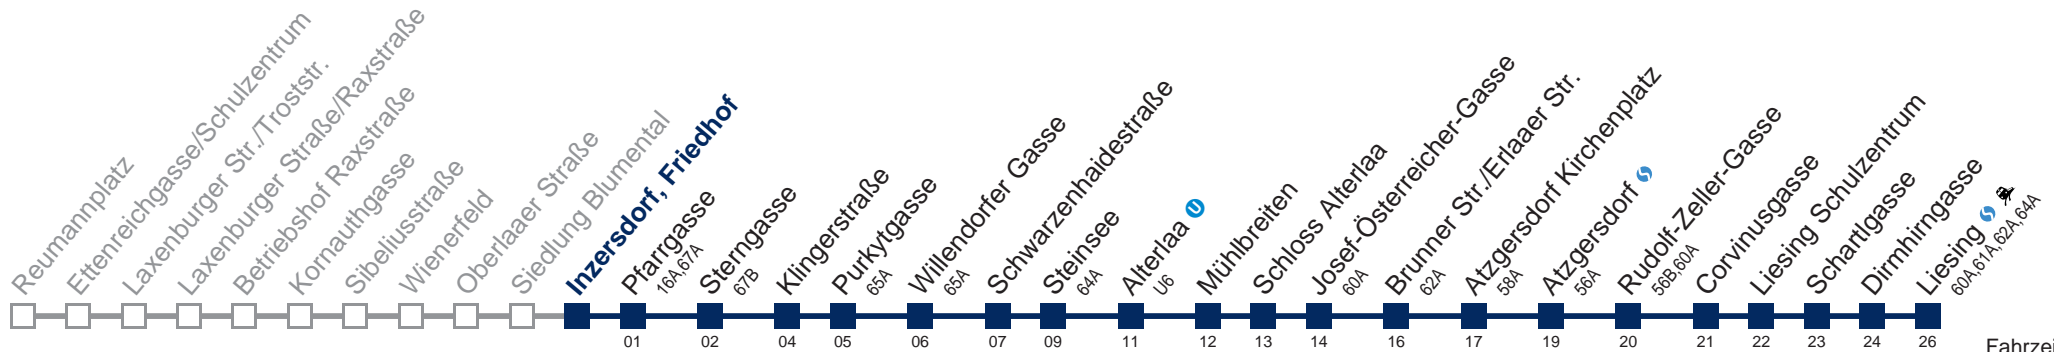 Reumannplatz
Ettenreichgasse/Schulzentrum
Laxenburger Str./Troststr.
Laxenburger Straße/Raxstraße
Betriebshof Raxstraße
Kornauthgasse
Sibeliusstraße
Wienerfeld
Oberlaaer Straße
Siedlung Blumental
Inzersdorf, Friedhof
Pfarrgasse
16A,67A
Sterngasse
67B
Klingerstraße
Purkytgasse
65A
Willendorfer Gasse
65A
Schwarzenhaidestraße
Steinsee
64A
Alterlaa U
U6
Mühlbreiten
Schloss Alterlaa
Josef-Österreicher-Gasse
60A
Brunner Str./Erlaaer Str.
62A
Atzgersdorf Kirchenplatz
58A
Atzgersdorf S
56A
Rudolf-Zeller-Gasse
56B,60A
Corvinusgasse
Liesing Schulzentrum
Schartlgasse
Dirmhirngasse
Liesing S
60A,61A,62A,64A
01 02 04 05 06 07 09 11 12 13 14 16 17 19 20 21 22 23 24 26
Fahrzei